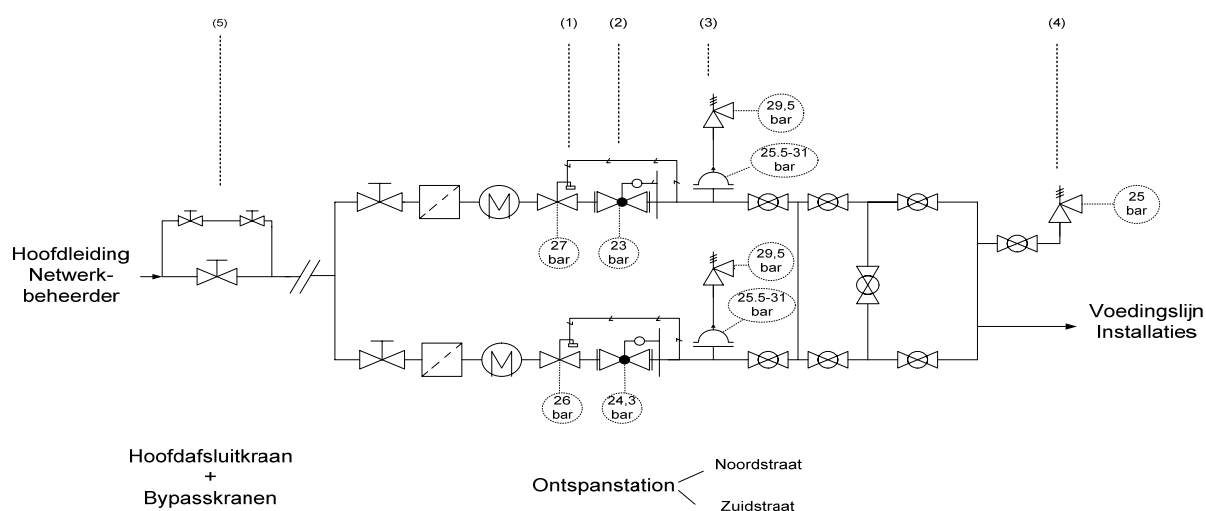 (5)
(1)
(2)
(3)
(4)
29,5
bar
25.5-31
bar
25
bar
M
27
bar
23
bar
Hoofdleiding
Netwerk-
beheerder
29,5
bar
25.5-31
bar
Voedingslijn
Installaties
M
26
bar
24,3
bar
Hoofdafsluitkraan
+
Bypasskranen
Ontspanstation
Noordstraat
Zuidstraat